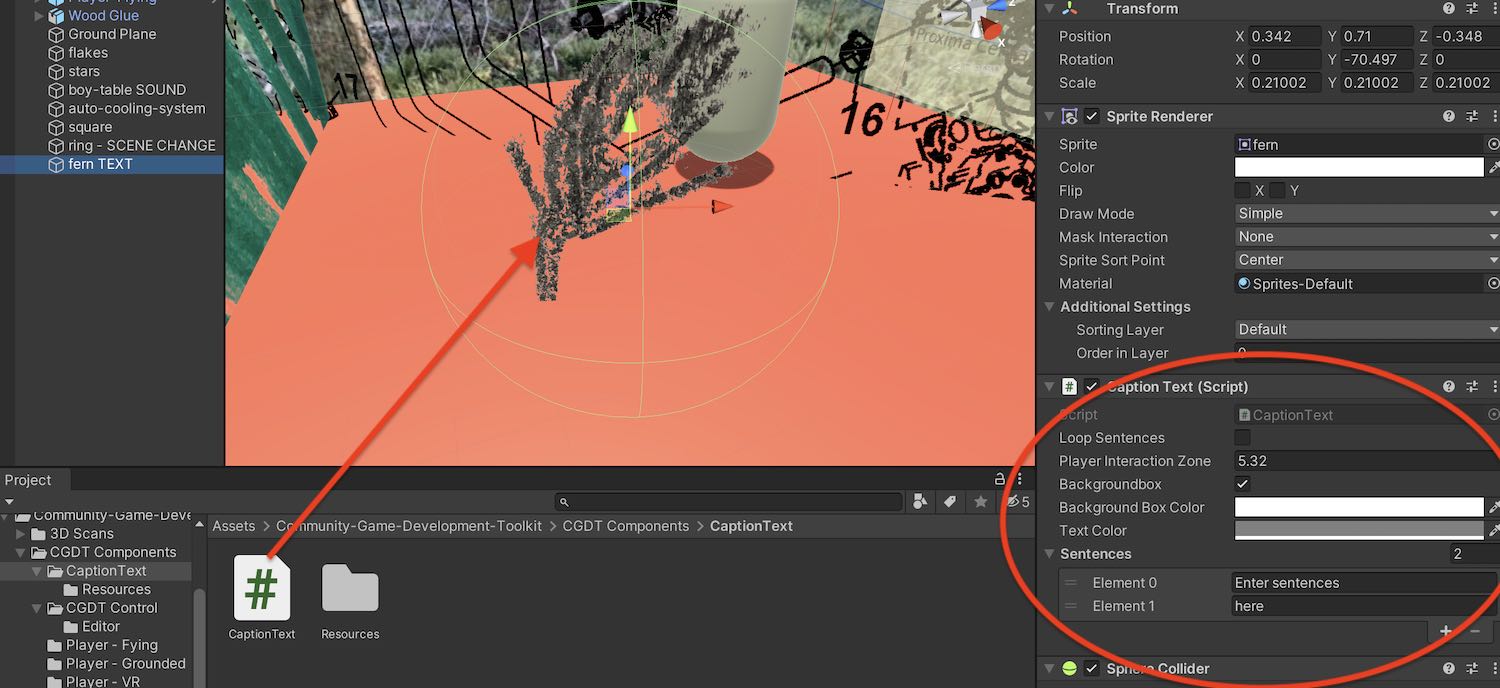 Player-Flying
Wood Glue
Ground Plane
flakes
stars
boy-table SOUND
auto-cooling-system
square
ring - SCENE CHANGE
fern TEXT
17
16
Proxima Ce
z
x
Transform
Position X 0.342 Y 0.71 Z -0.348
Rotation X 0 Y -70.497 Z 0
Scale X 0.21002 Y 0.21002 Z 0.21002
Sprite Renderer
Sprite fern
Color
Flip X Y
Draw Mode Simple
Mask Interaction None
Sprite Sort Point Center
Material Sprites-Default
Additional Settings
Sorting Layer Default
Order in Layer 0
# Caption Text (Script)
Script # CaptionText
Loop Sentences
Player Interaction Zone 5.32
Backgroundbox
Background Box Color
Text Color
Sentences 2
Element 0 Enter sentences
Element 1 here
+ -
Sphere Collider
Project
5
Community-Game-Deve
3D Scans
CGDT Components
CaptionText
Resources
CGDT Control
Editor
Player - Fying
Player - Grounded
Player - VR
Assets > Community-Game-Development-Toolkit > CGDT Components > CaptionText
#
CaptionText
Resources